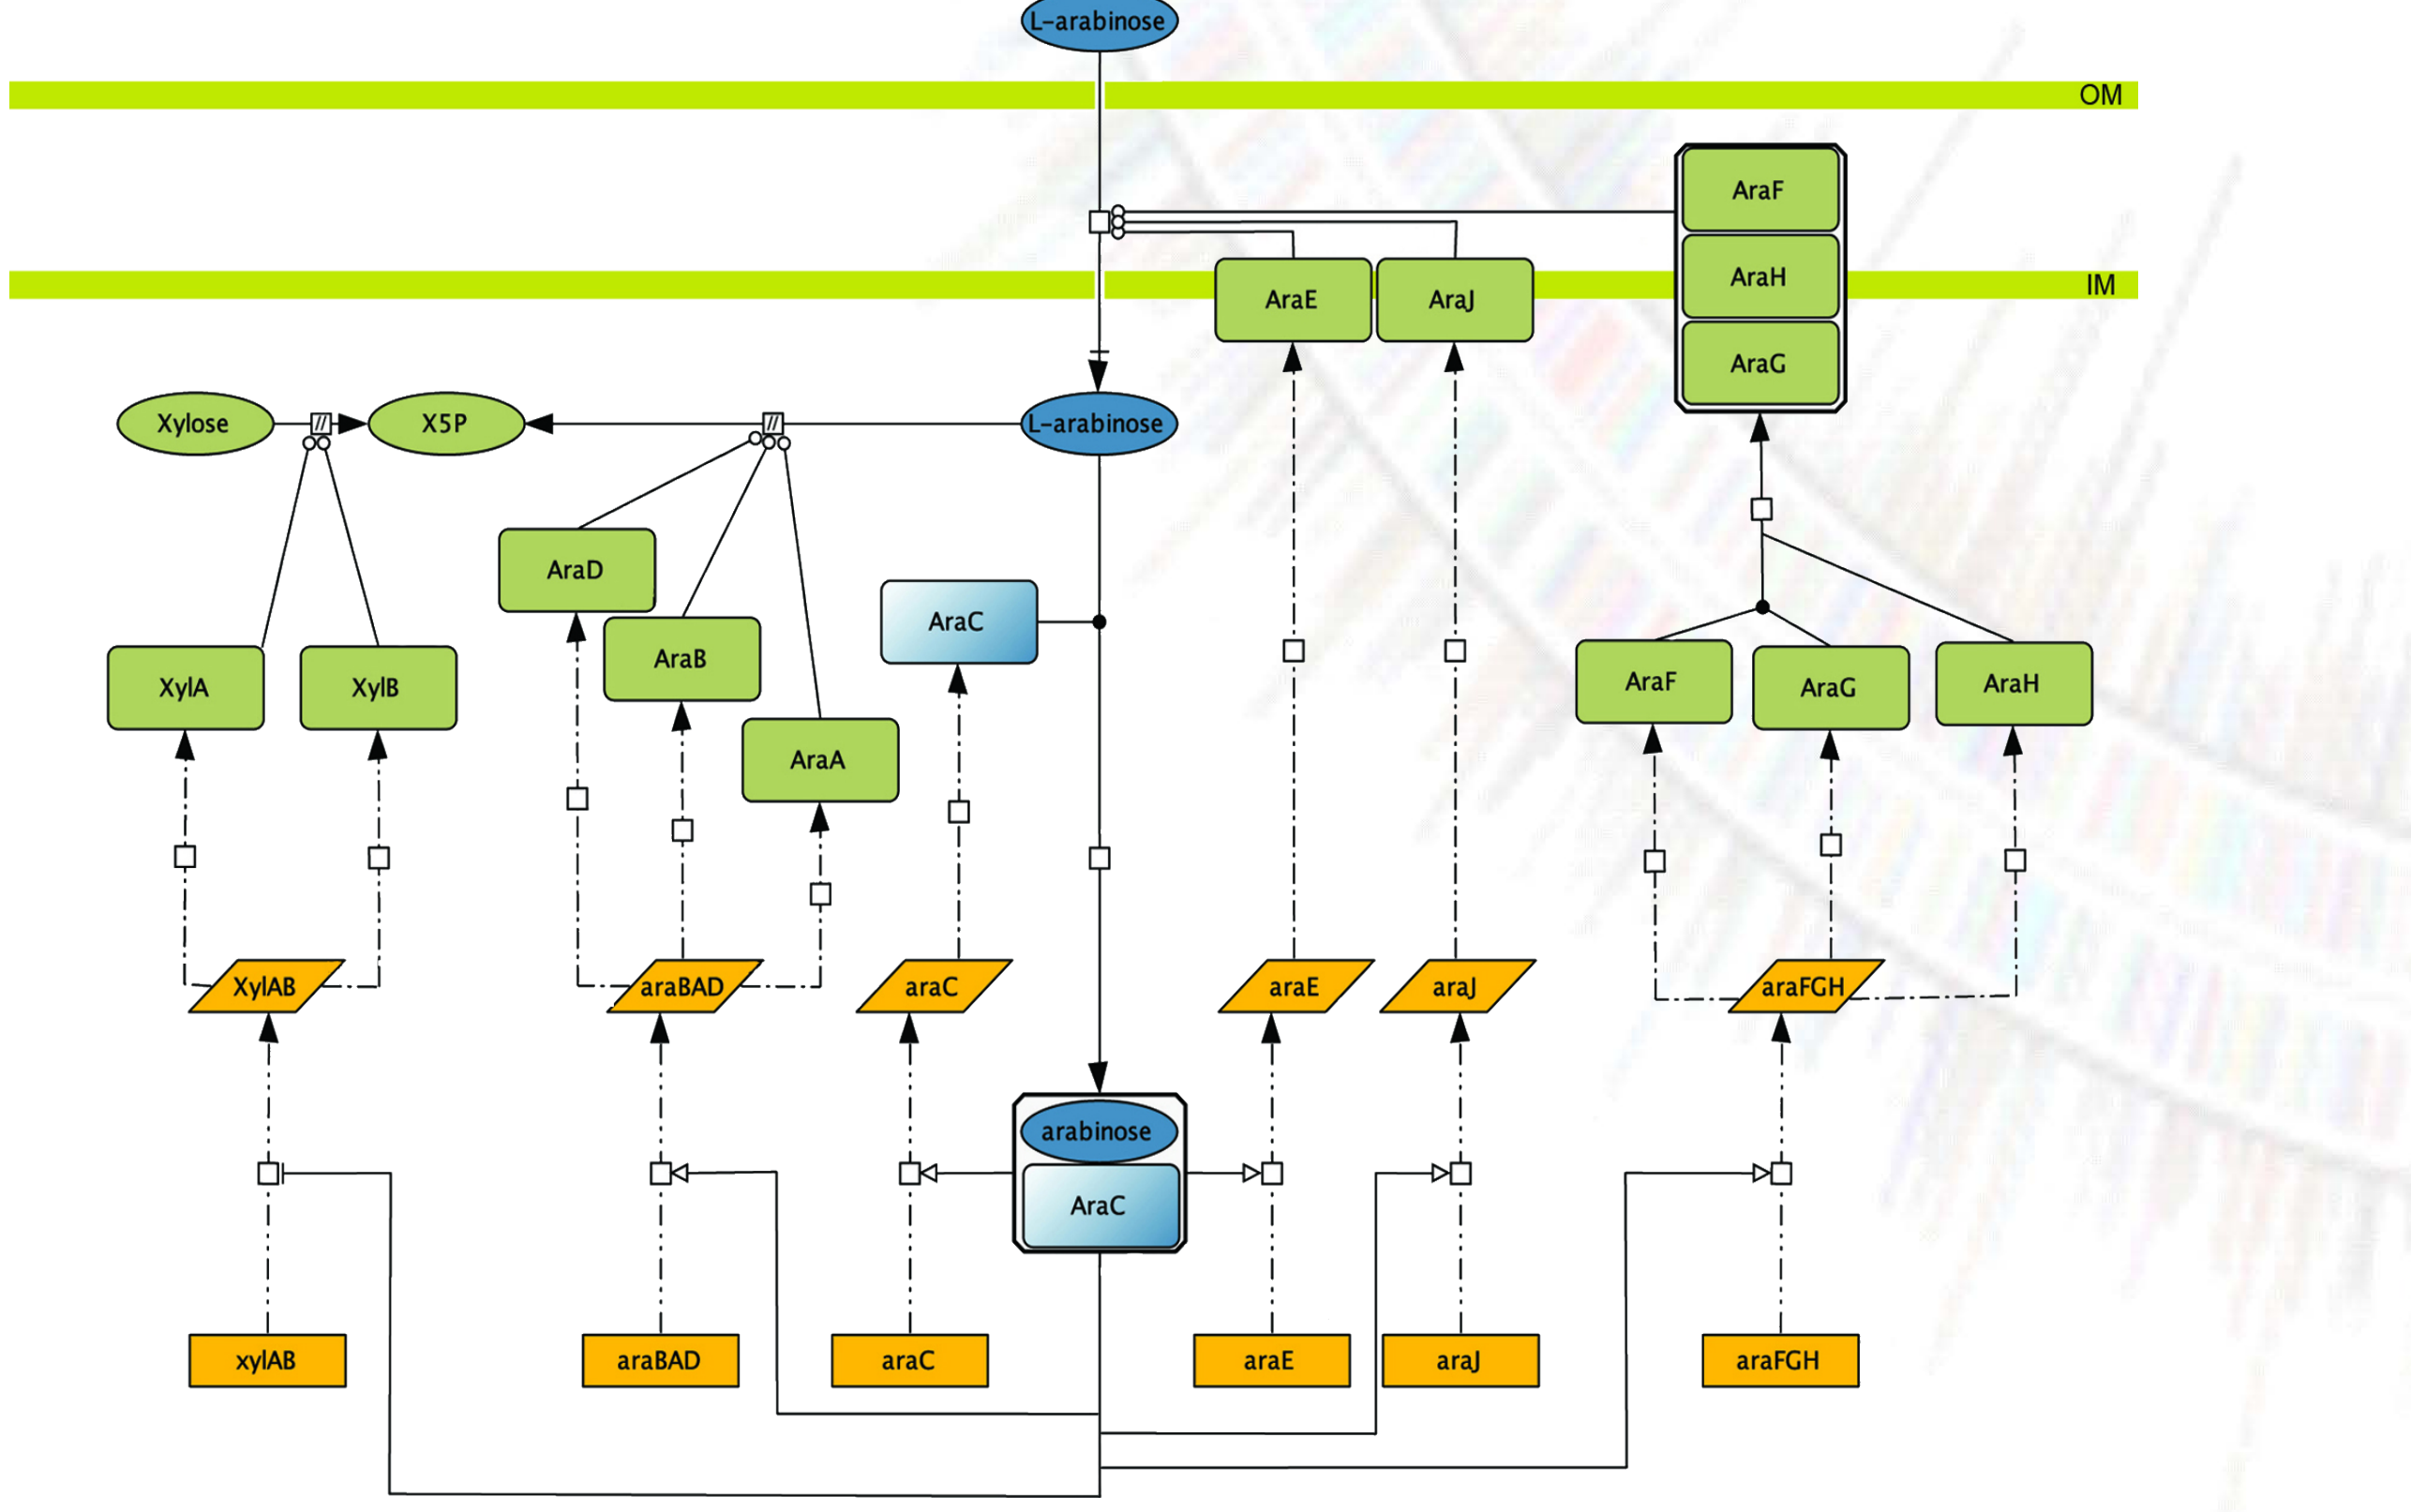 L-arabinose
OM
AraF
AraH
IM
AraE
AraJ
AraG
Xylose
//
X5P
//
L-arabinose
AraD
AraC
AraB
XylA
XylB
AraF
AraG
AraH
AraA
XylAB
araBAD
araC
araE
araJ
araFGH
arabinose
AraC
xylAB
araBAD
araC
araE
araJ
araFGH